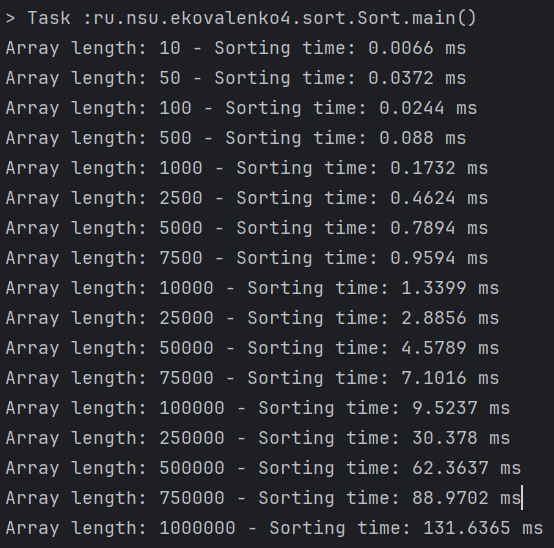 > Task :ru.nsu.ekovalenko4.sort.Sort.main()
Array length: 10 - Sorting time: 0.0066 ms
Array length: 50 - Sorting time: 0.0372 ms
Array length: 100 - Sorting time: 0.0244 ms
Array length: 500 - Sorting time: 0.088 ms
Array length: 1000 - Sorting time: 0.1732 ms
Array length: 2500 - Sorting time: 0.4624 ms
Array length: 5000 - Sorting time: 0.7894 ms
Array length: 7500 - Sorting time: 0.9594 ms
Array length: 10000 - Sorting time: 1.3399 ms
Array length: 25000 - Sorting time: 2.8856 ms
Array length: 50000 - Sorting time: 4.5789 ms
Array length: 75000 - Sorting time: 7.1016 ms
Array length: 100000 - Sorting time: 9.5237 ms
Array length: 250000 - Sorting time: 30.378 ms
Array length: 500000 - Sorting time: 62.3637 ms
Array length: 750000 - Sorting time: 88.9702 ms
Array length: 1000000 - Sorting time: 131.6365 ms